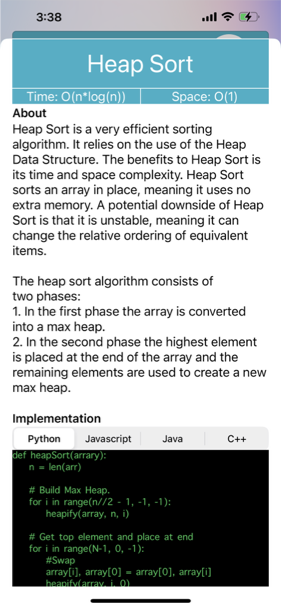 3:38
Heap Sort
Time: O(n*log(n)) Space: O(1)
About
Heap Sort is a very efficient sorting
algorithm. It relies on the use of the Heap
Data Structure. The benefits to Heap Sort is
its time and space complexity. Heap Sort
sorts an array in place, meaning it uses no
extra memory. A potential downside of Heap
Sort is that it is unstable, meaning it can
change the relative ordering of equivalent
items.
The heap sort algorithm consists of
two phases:
1. In the first phase the array is converted
into a max heap.
2. In the second phase the highest element
is placed at the end of the array and the
remaining elements are used to create a new
max heap.
Implementation
Python Javascript Java C++
def heapSort(arrary):
n = len(arr)
# Build Max Heap.
for i in range(n//2 - 1, -1, -1):
heapify(array, n, i)
# Get top element and place at end
for i in range(N-1, 0, -1):
#Swap
array[i], array[0] = array[0], array[i]
heapify(array, i, 0)